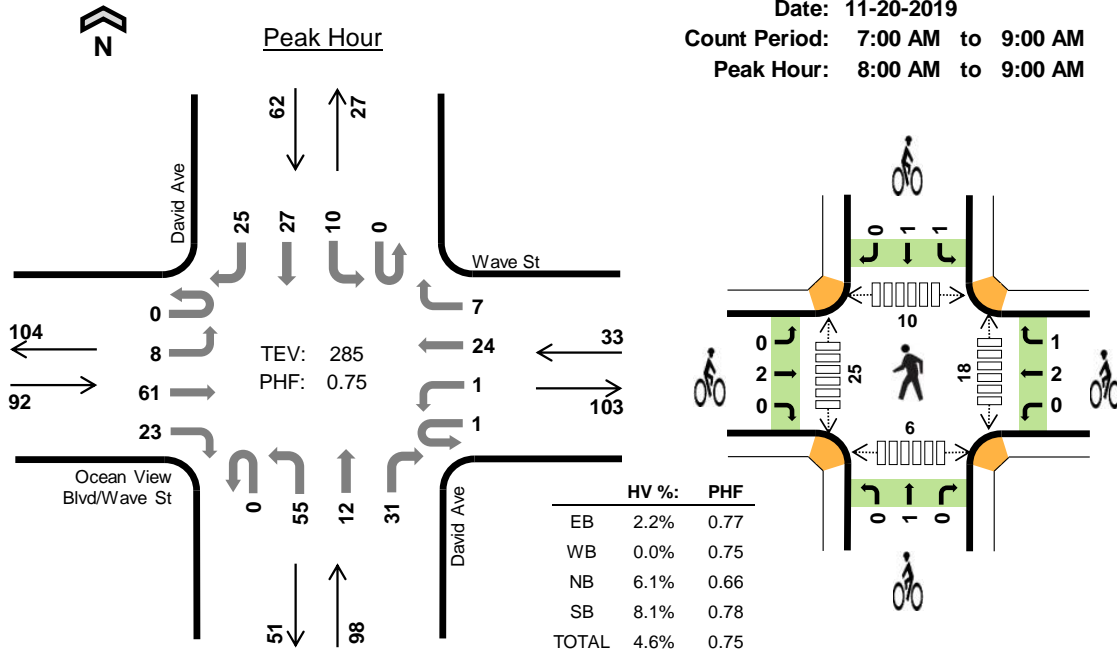 Date: 11-20-2019
Count Period: 7:00 AM to 9:00 AM
Peak Hour: 8:00 AM to 9:00 AM
N
Peak Hour
62
27
David Ave
25
27
10
0
Wave St
0
8
61
23
104
92
TEV: 285
PHF: 0.75
7
24
1
1
33
103
Ocean View
Blvd/Wave St
0
55
12
31
David Ave
51
98
HV %: PHF
EB 2.2% 0.77
WB 0.0% 0.75
NB 6.1% 0.66
SB 8.1% 0.78
TOTAL 4.6% 0.75
0 1 1
10
0
2
0
25
18
1
2
0
6
0 1 0